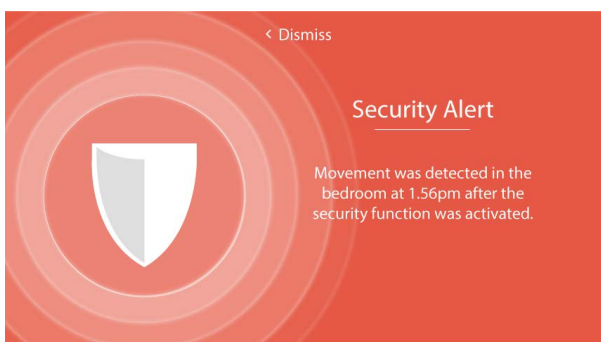 < Dismiss
Security Alert
Movement was detected in the
bedroom at 1.56pm after the
security function was activated.